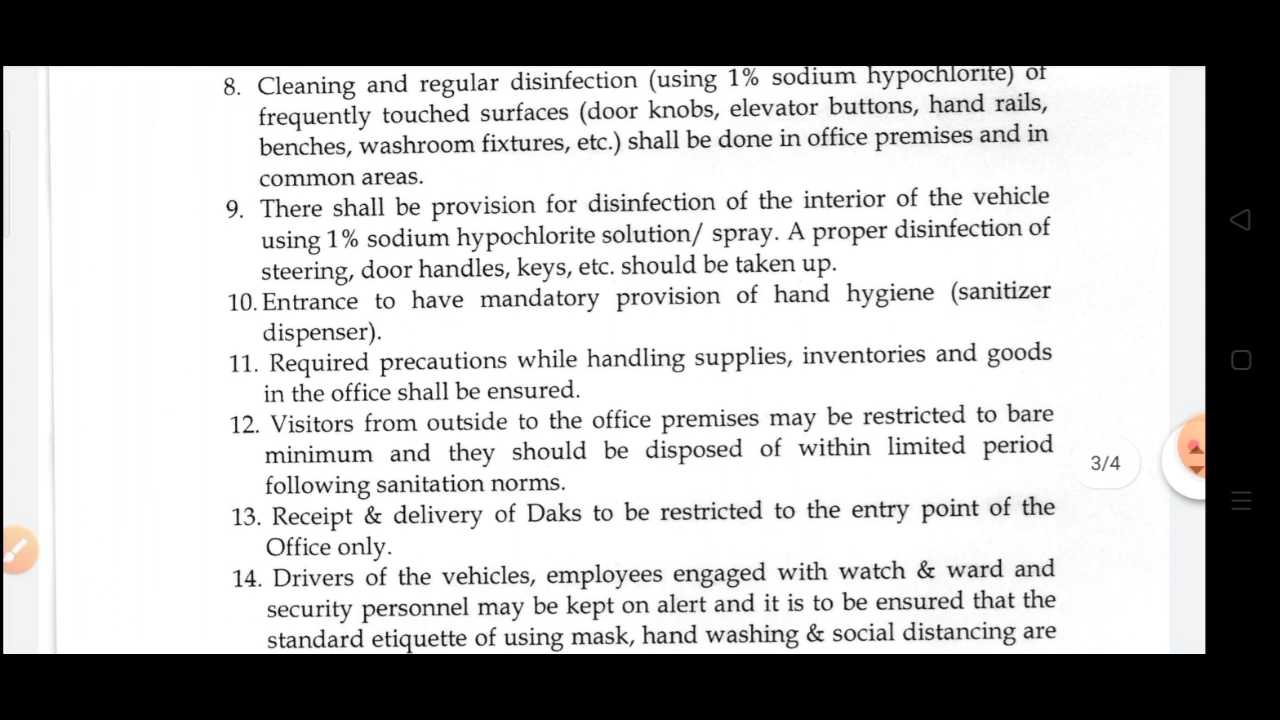 8. Cleaning and regular disinfection (using 1% sodium hypochlorite) of
frequently touched surfaces (door knobs, elevator buttons, hand rails,
benches, washroom fixtures, etc.) shall be done in office premises and in
common areas.
9. There shall be provision for disinfection of the interior of the vehicle
using 1% sodium hypochlorite solution/ spray. A proper disinfection of
steering, door handles, keys, etc. should be taken up.
10. Entrance to have mandatory provision of hand hygiene (sanitizer
dispenser).
11. Required precautions while handling supplies, inventories and goods
in the office shall be ensured.
12. Visitors from outside to the office premises may be restricted to bare
minimum and they should be disposed of within limited period
following sanitation norms.
13. Receipt & delivery of Daks to be restricted to the entry point of the
Office only.
14. Drivers of the vehicles, employees engaged with watch & ward and
security personnel may be kept on alert and it is to be ensured that the
standard etiquette of using mask, hand washing & social distancing are
3/4